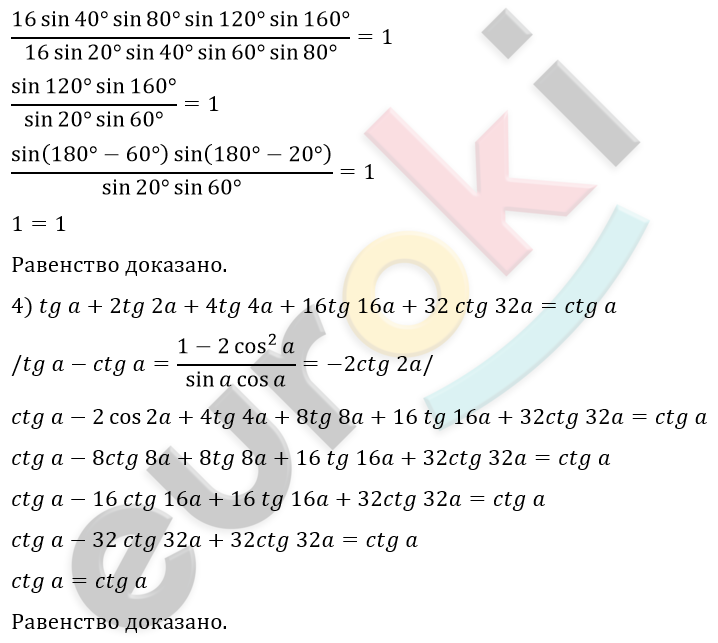 16 sin 40° sin 80° sin 120° sin 160° / 16 sin 20° sin 40° sin 60° sin 80° = 1
sin 120° sin 160° / sin 20° sin 60° = 1
sin(180° − 60°) sin(180° − 20°) / sin 20° sin 60° = 1
1 = 1
Равенство доказано.
4) tg a + 2tg 2a + 4tg 4a + 16tg 16a + 32 ctg 32a = ctg a
/tg a − ctg a = 1 − 2 cos² a / sin a cos a = −2ctg 2a/
ctg a − 2 cos 2a + 4tg 4a + 8tg 8a + 16 tg 16a + 32ctg 32a = ctg a
ctg a − 8ctg 8a + 8tg 8a + 16 tg 16a + 32ctg 32a = ctg a
ctg a − 16 ctg 16a + 16 tg 16a + 32ctg 32a = ctg a
ctg a − 32 ctg 32a + 32ctg 32a = ctg a
ctg a = ctg a
Равенство доказано.
euroki